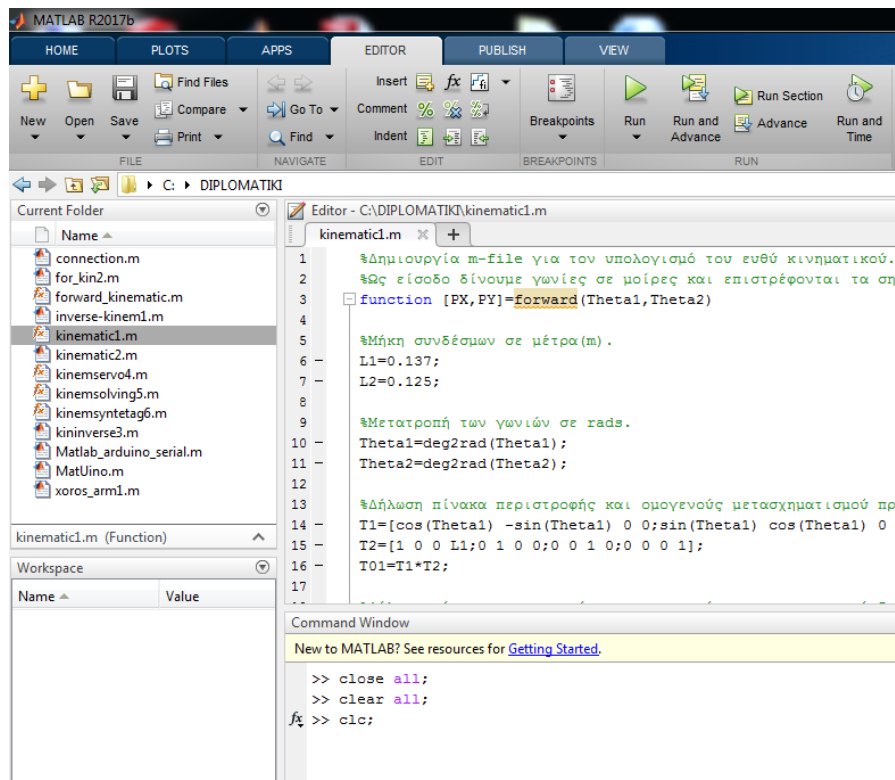 MATLAB R2017b
HOME PLOTS APPS EDITOR PUBLISH VIEW
New Open Save Find Files Compare Print
FILE
Go To Find
NAVIGATE
Insert fx
Comment
Indent
EDIT
Breakpoints
BREAKPOINTS
Run Run and Advance Run Section Advance Run and Time
RUN
C: DIPLOMATIKI
Current Folder
Name
connection.m
for_kin2.m
forward_kinematic.m
inverse-kinem1.m
kinematic1.m
kinematic2.m
kinemservo4.m
kinemsolving5.m
kinemsyntetag6.m
kininverse3.m
Matlab_arduino_serial.m
MatUino.m
xoros_arm1.m
kinematic1.m (Function)
Workspace
Name Value
Editor - C:\DIPLOMATIKI\kinematic1.m
kinematic1.m
1 %Δημιουργία m-file για τον υπολογισμό του ευθύ κινηματικού.
2 %Ως είσοδο δίνουμε γωνίες σε μοίρες και επιστρέφονται τα ση
3 function [PX,PY]=forward(Theta1,Theta2)
4
5 %Μήκη συνδέσμων σε μέτρα(m).
6 L1=0.137;
7 L2=0.125;
8
9 %Μετατροπή των γωνιών σε rads.
10 Theta1=deg2rad(Theta1);
11 Theta2=deg2rad(Theta2);
12
13 %Δήλωση πίνακα περιστροφής και ομογενούς μετασχηματισμού πρ
14 T1=[cos(Theta1) -sin(Theta1) 0 0;sin(Theta1) cos(Theta1) 0
15 T2=[1 0 0 L1;0 1 0 0;0 0 1 0;0 0 0 1];
16 T01=T1*T2;
17
Command Window
New to MATLAB? See resources for Getting Started.
>> close all;
>> clear all;
fx >> clc;